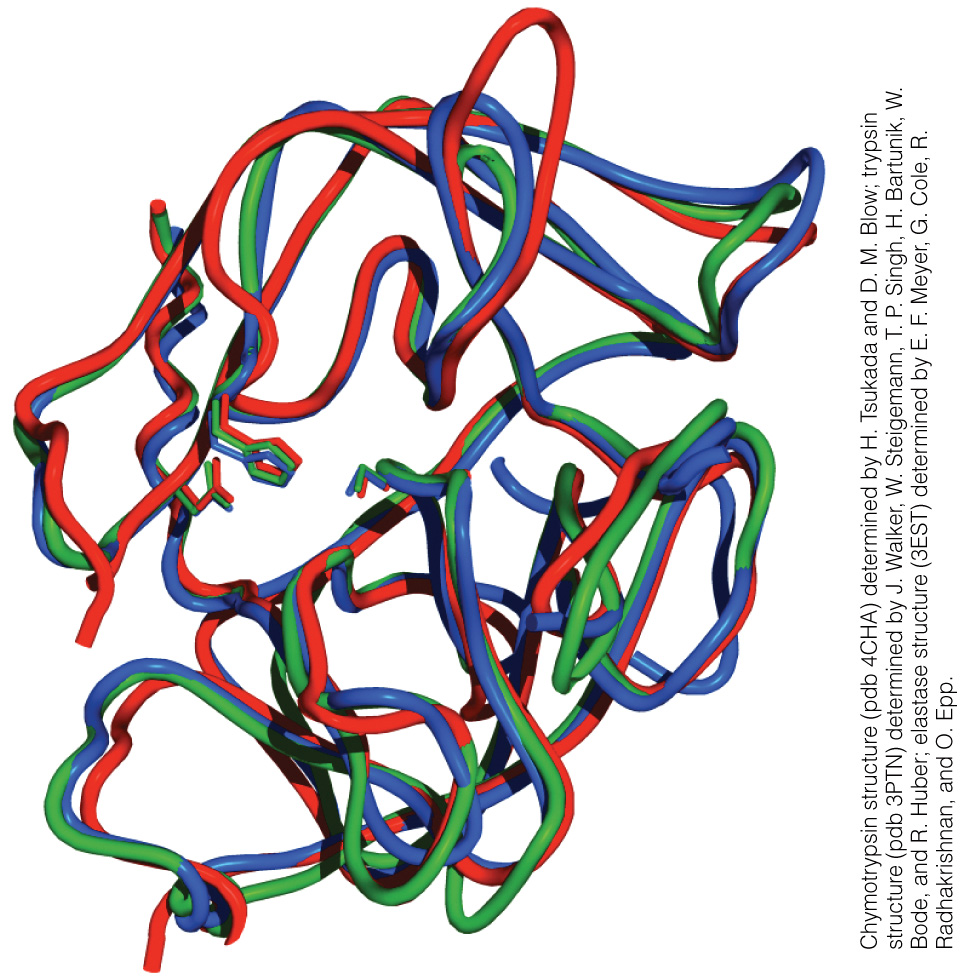 Chymotrypsin structure (pdb 4CHA) determined by H. Tsukada and D. M. Blow; trypsin
structure (pdb 3PTN) determined by J. Walker, W. Steigemann, T. P. Singh, H. Bartunik, W.
Bode, and R. Huber; elastase structure (3EST) determined by E. F. Meyer, G. Cole, R.
Radhakrishnan, and O. Epp.